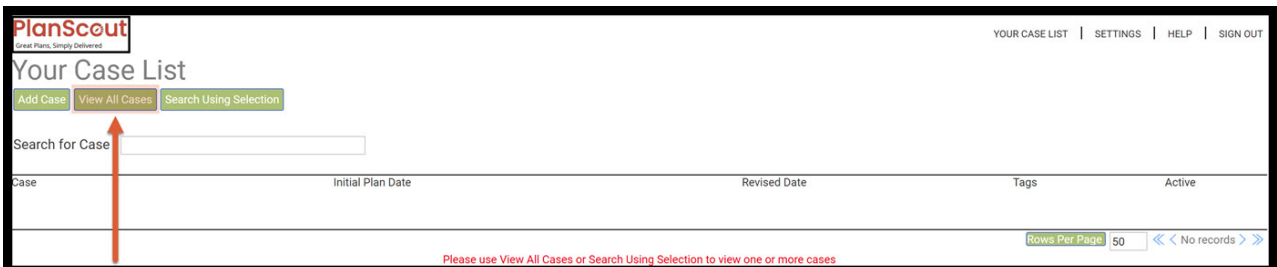 PlanScout
Great Plans, Simply Delivered
YOUR CASE LIST | SETTINGS | HELP | SIGN OUT
Your Case List
Add Case View All Cases Search Using Selection
Search for Case
Case Initial Plan Date Revised Date Tags Active
Rows Per Page 50 No records
Please use View All Cases or Search Using Selection to view one or more cases